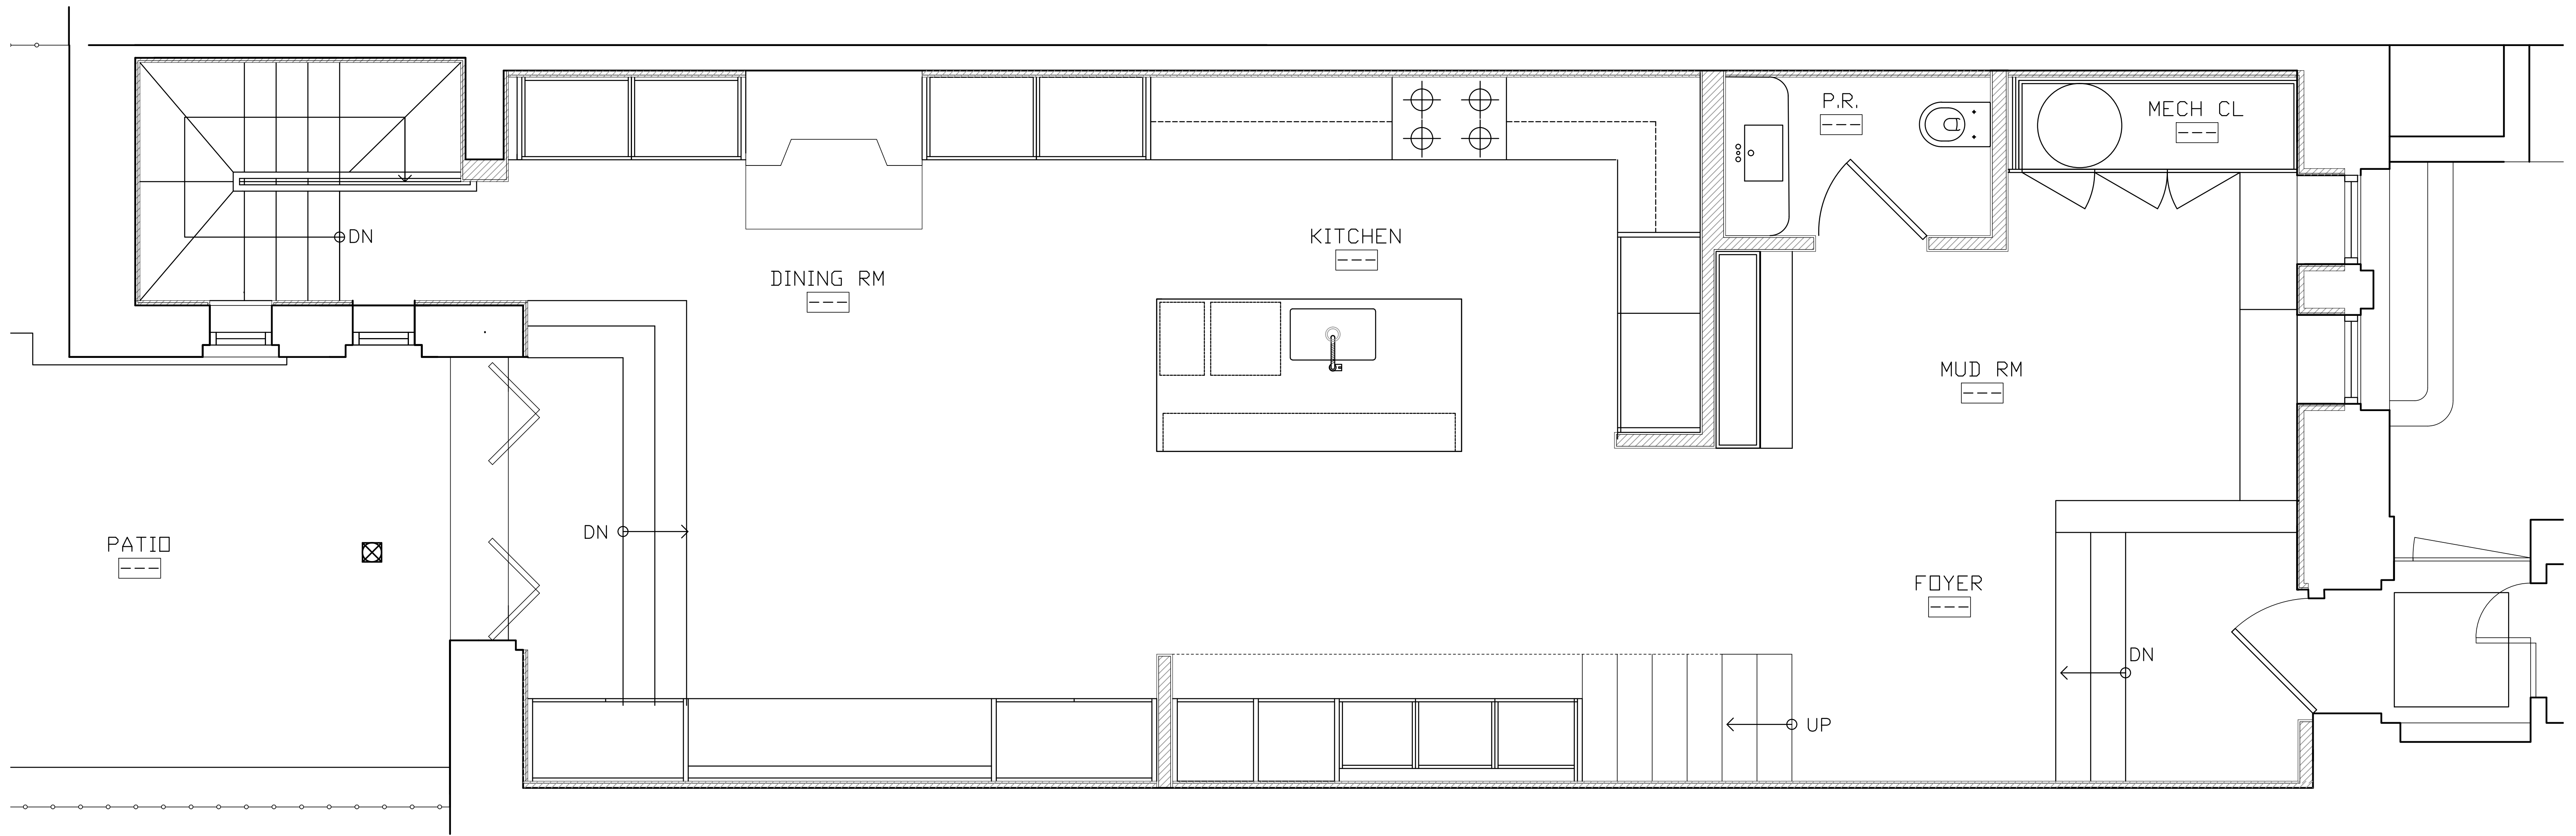 P.R.
MECH CL
DN
KITCHEN
DINING RM
MUD RM
DN
PATIO
FOYER
DN
UP